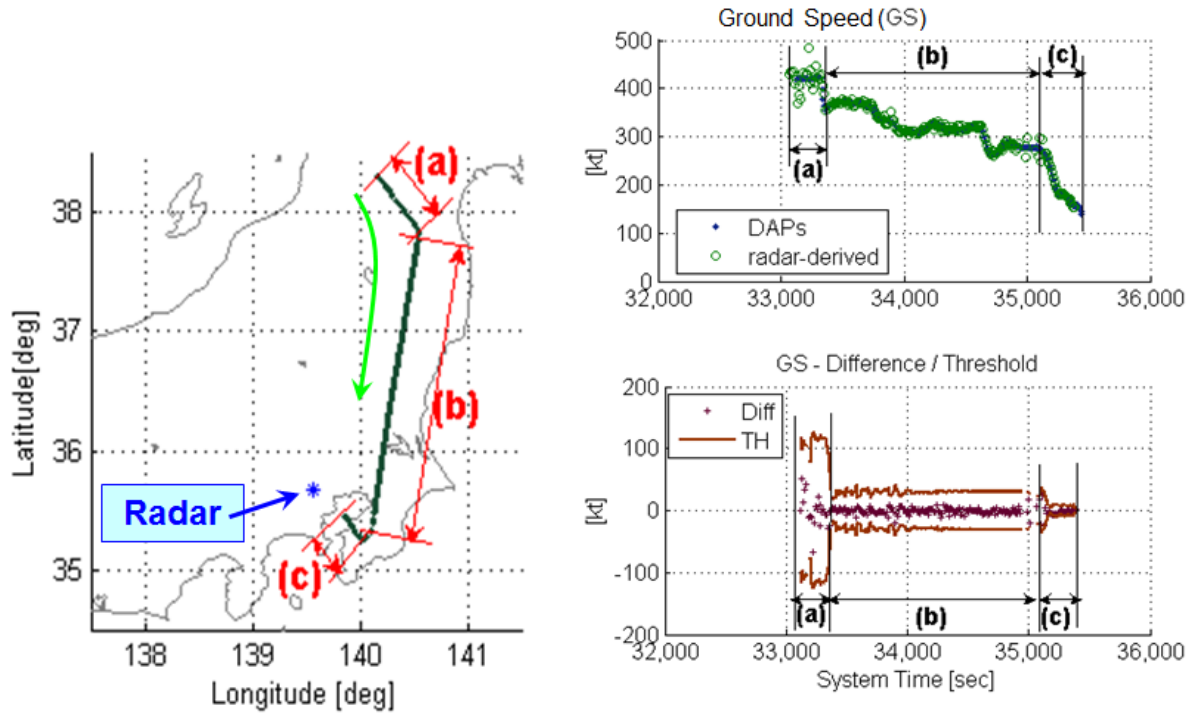 38
37
36
35
Latitude[deg]
138
139
140
141
Longitude [deg]
(a)
(b)
(c)
Radar
Ground Speed (GS)
500
400
300
200
100
0
[kt]
(a)
(b)
(c)
DAPs
radar-derived
32,000
33,000
34,000
35,000
36,000
GS - Difference / Threshold
200
100
0
-100
-200
[kt]
Diff
TH
(a)
(b)
(c)
32,000
33,000
34,000
35,000
36,000
System Time [sec]